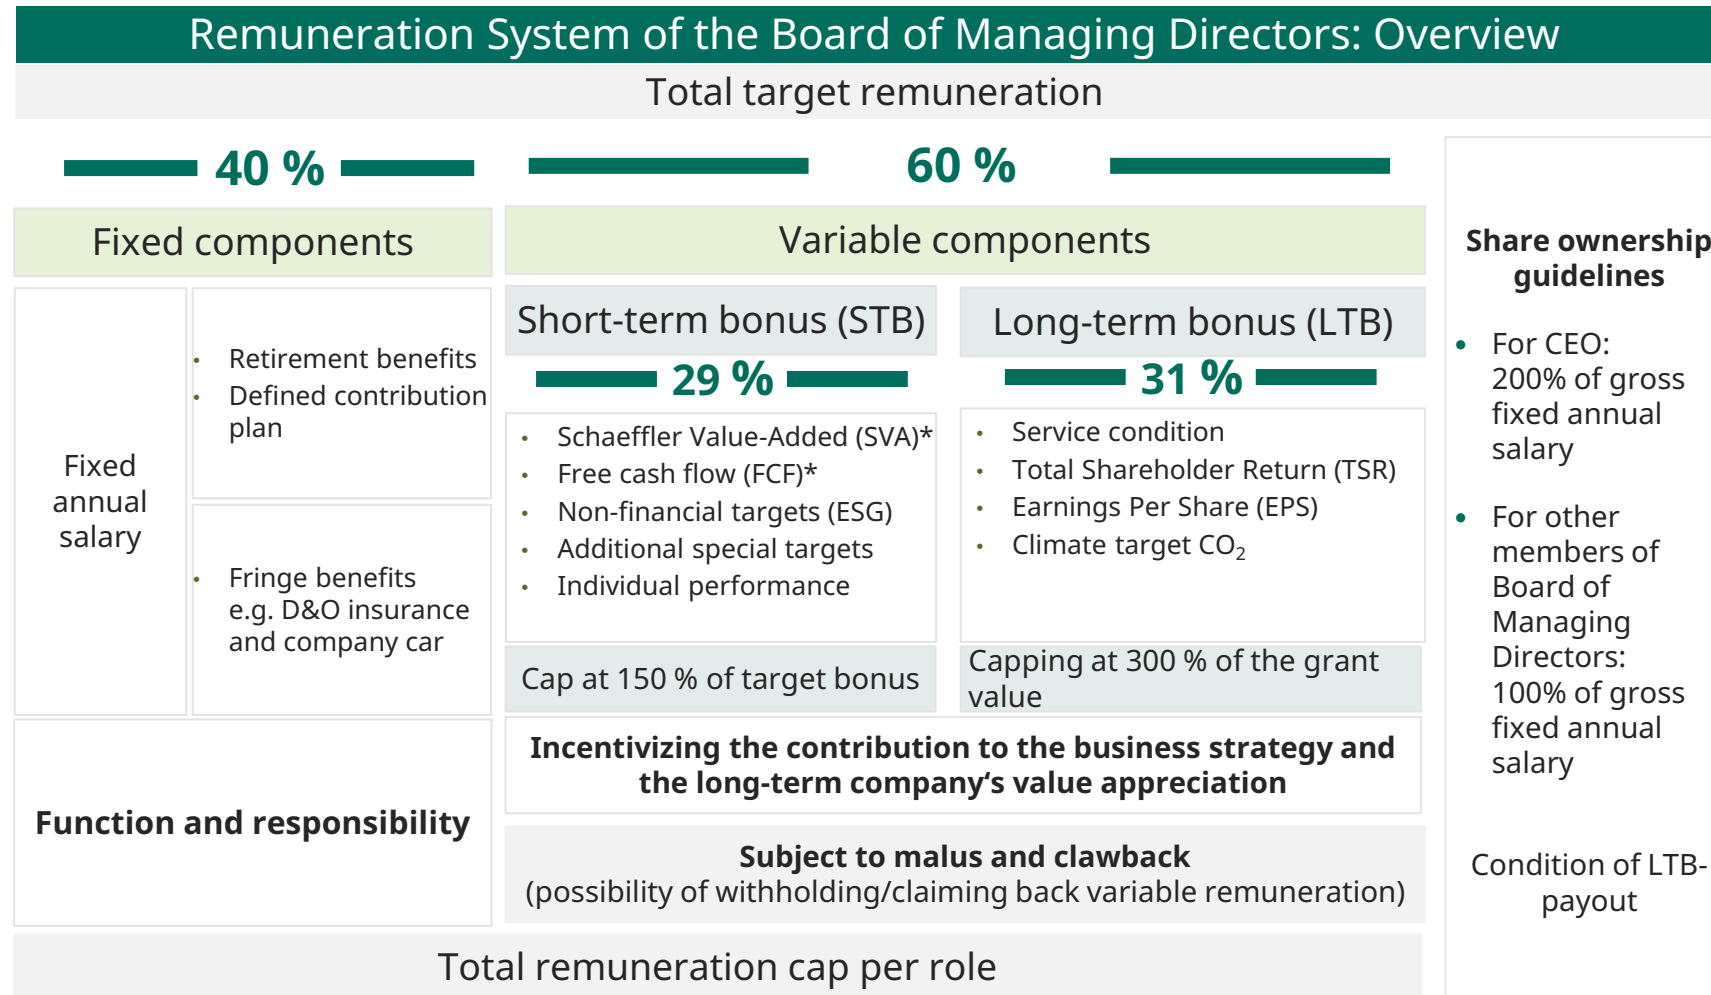 Remuneration System of the Board of Managing Directors: Overview
Total target remuneration
40 %
60 %
Fixed components
Variable components
Fixed
annual
salary
• Retirement benefits
• Defined contribution
plan
• Fringe benefits
e.g. D&O insurance
and company car
Function and responsibility
Short-term bonus (STB)
29 %
• Schaeffler Value-Added (SVA)*
• Free cash flow (FCF)*
• Non-financial targets (ESG)
• Additional special targets
• Individual performance
Cap at 150 % of target bonus
Long-term bonus (LTB)
31 %
• Service condition
• Total Shareholder Return (TSR)
• Earnings Per Share (EPS)
• Climate target CO₂
Capping at 300 % of the grant
value
Incentivizing the contribution to the business strategy and
the long-term company‘s value appreciation
Subject to malus and clawback
(possibility of withholding/claiming back variable remuneration)
Total remuneration cap per role
Share ownership
guidelines
• For CEO:
200% of gross
fixed annual
salary
• For other
members of
Board of
Managing
Directors:
100% of gross
fixed annual
salary
Condition of LTB-
payout